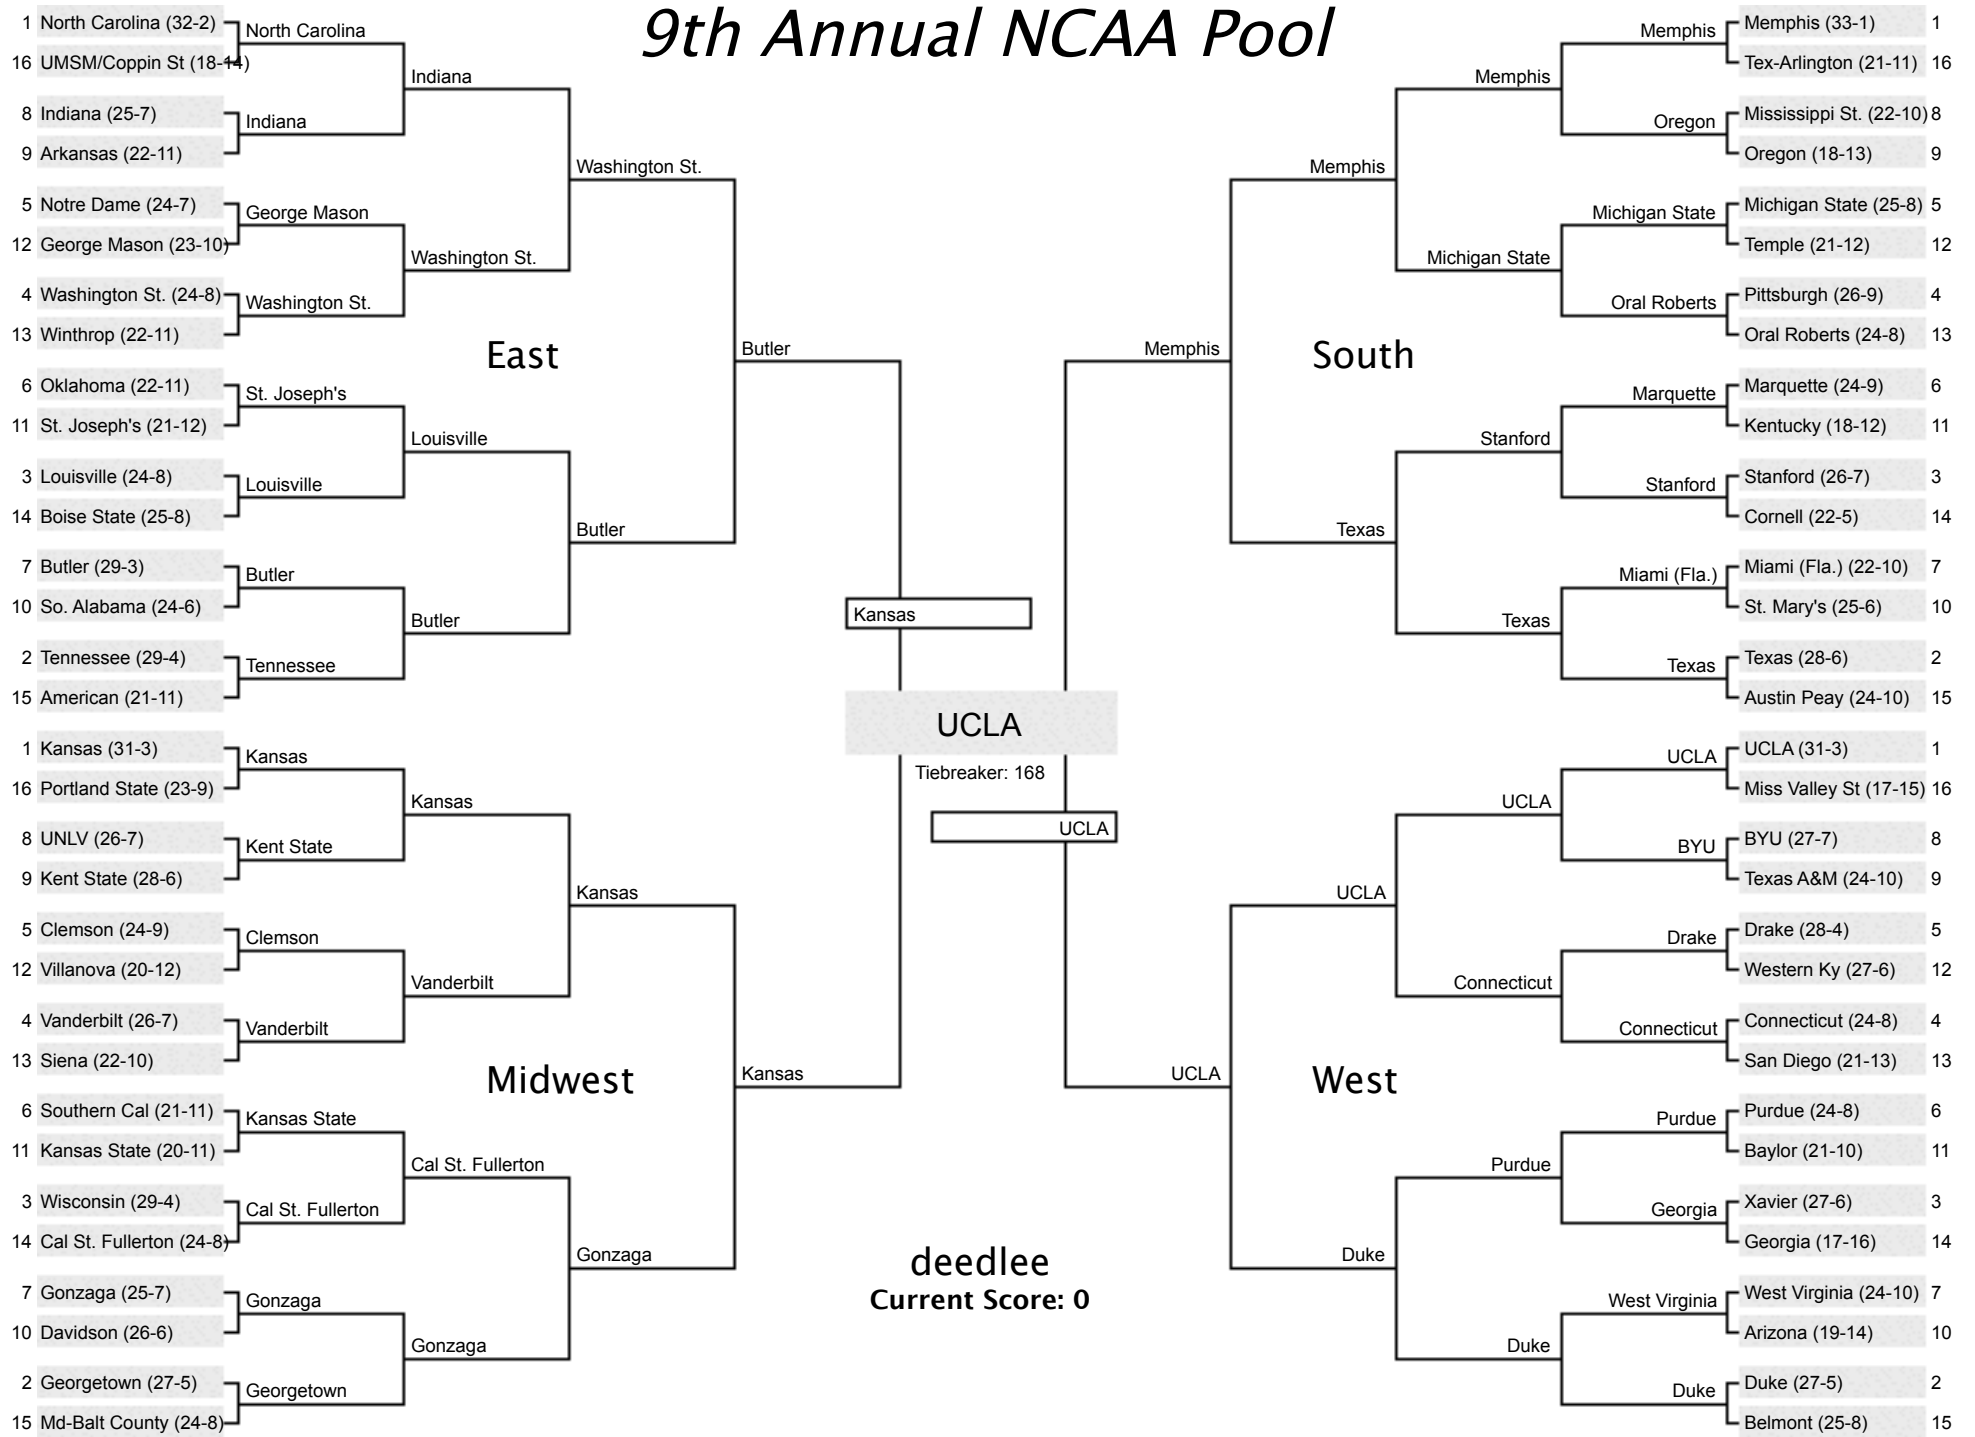 9th Annual NCAA Pool
1 North Carolina (32-2)
16 UMSM/Coppin St (18-14)
8 Indiana (25-7)
9 Arkansas (22-11)
5 Notre Dame (24-7)
12 George Mason (23-10)
4 Washington St. (24-8)
13 Winthrop (22-11)
6 Oklahoma (22-11)
11 St. Joseph's (21-12)
3 Louisville (24-8)
14 Boise State (25-8)
7 Butler (29-3)
10 So. Alabama (24-6)
2 Tennessee (29-4)
15 American (21-11)
North Carolina
Indiana
George Mason
Washington St.
St. Joseph's
Louisville
Butler
Tennessee
Indiana
Washington St.
Louisville
Butler
Washington St.
Butler
Butler
East
1 Kansas (31-3)
16 Portland State (23-9)
8 UNLV (26-7)
9 Kent State (28-6)
5 Clemson (24-9)
12 Villanova (20-12)
4 Vanderbilt (26-7)
13 Siena (22-10)
6 Southern Cal (21-11)
11 Kansas State (20-11)
3 Wisconsin (29-4)
14 Cal St. Fullerton (24-8)
7 Gonzaga (25-7)
10 Davidson (26-6)
2 Georgetown (27-5)
15 Md-Balt County (24-8)
Kansas
Kent State
Clemson
Vanderbilt
Kansas State
Cal St. Fullerton
Gonzaga
Georgetown
Kansas
Vanderbilt
Cal St. Fullerton
Gonzaga
Kansas
Gonzaga
Kansas
Midwest
Kansas
UCLA
Tiebreaker: 168
UCLA
deedlee
Current Score: 0
Memphis (33-1) 1
Tex-Arlington (21-11) 16
Mississippi St. (22-10) 8
Oregon (18-13) 9
Michigan State (25-8) 5
Temple (21-12) 12
Pittsburgh (26-9) 4
Oral Roberts (24-8) 13
Marquette (24-9) 6
Kentucky (18-12) 11
Stanford (26-7) 3
Cornell (22-5) 14
Miami (Fla.) (22-10) 7
St. Mary's (25-6) 10
Texas (28-6) 2
Austin Peay (24-10) 15
Memphis
Oregon
Michigan State
Oral Roberts
Marquette
Stanford
Miami (Fla.)
Texas
Memphis
Michigan State
Stanford
Texas
Memphis
Texas
Memphis
South
UCLA (31-3) 1
Miss Valley St (17-15) 16
BYU (27-7) 8
Texas A&M (24-10) 9
Drake (28-4) 5
Western Ky (27-6) 12
Connecticut (24-8) 4
San Diego (21-13) 13
Purdue (24-8) 6
Baylor (21-10) 11
Xavier (27-6) 3
Georgia (17-16) 14
West Virginia (24-10) 7
Arizona (19-14) 10
Duke (27-5) 2
Belmont (25-8) 15
UCLA
BYU
Drake
Connecticut
Purdue
Georgia
West Virginia
Duke
UCLA
Connecticut
Purdue
Duke
UCLA
Duke
UCLA
West